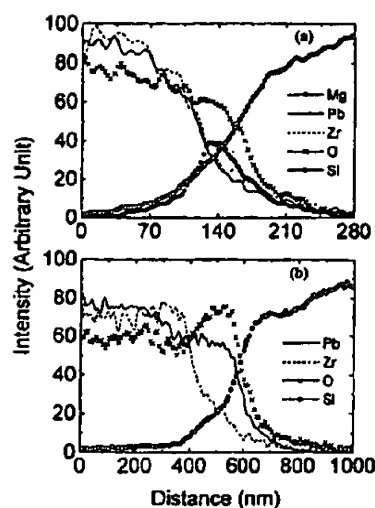 100
(a)
80
Mg
60
Pb
Zr
40
O
20
SI
0
0 70 140 210 280
Intensity (Arbitrary Unit)
100
(b)
80
60
Pb
Zr
40
O
20
SI
0
0 200 400 600 800 1000
Distance (nm)